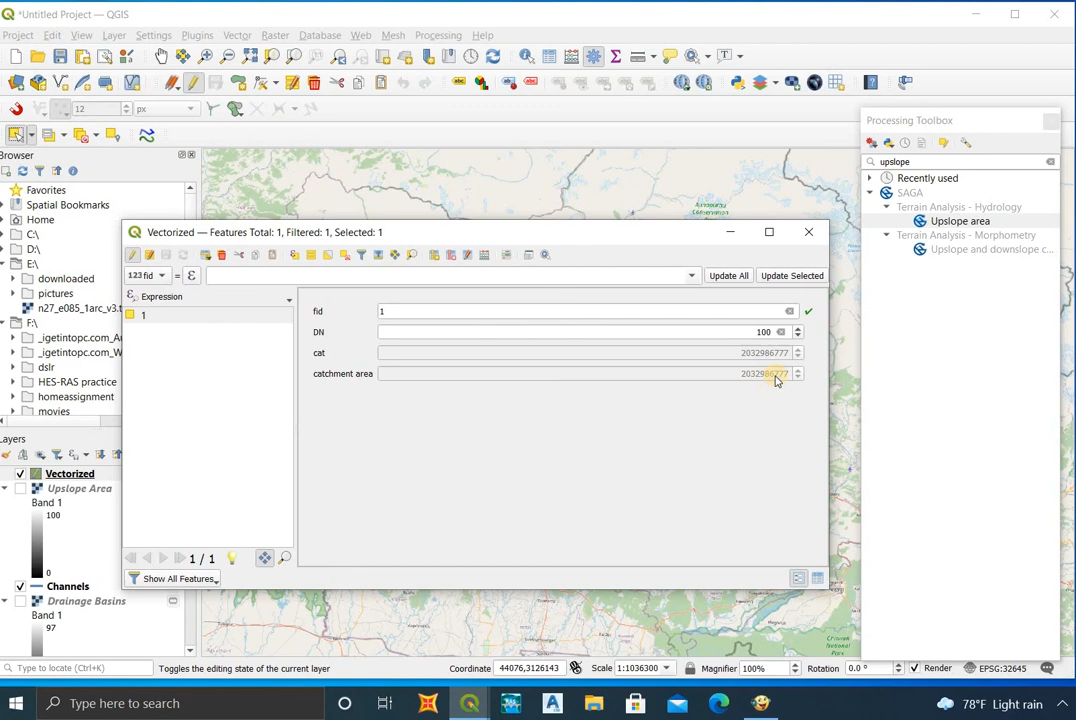 *Untitled Project — QGIS
Project Edit View Layer Settings Plugins Vector Raster Database Web Mesh Processing Help
12 px
Browser
Favorites
Spatial Bookmarks
Home
C:\
D:\
E:\
downloaded
pictures
n27_e085_1arc_v3.t
F:\
_igetintopc.com_Au
_igetintopc.com_W
dslr
HES-RAS practice
homeassignment
movies
Layers
Vectorized
Upslope Area
Band 1
100
0
Channels
Drainage Basins
Band 1
97
Vectorized — Features Total: 1, Filtered: 1, Selected: 1
123 fid = ε Update All Update Selected
Expression
1
fid 1
DN 100
cat 2032986777
catchment area 2032986777
1 / 1
Show All Features
Processing Toolbox
upslope
Recently used
SAGA
Terrain Analysis - Hydrology
Upslope area
Terrain Analysis - Morphometry
Upslope and downslope c...
Type to locate (Ctrl+K) Toggles the editing state of the current layer Coordinate 44076,3126143 Scale 1:1036300 Magnifier 100% Rotation 0.0 ° Render EPSG:32645
Type here to search 78°F Light rain